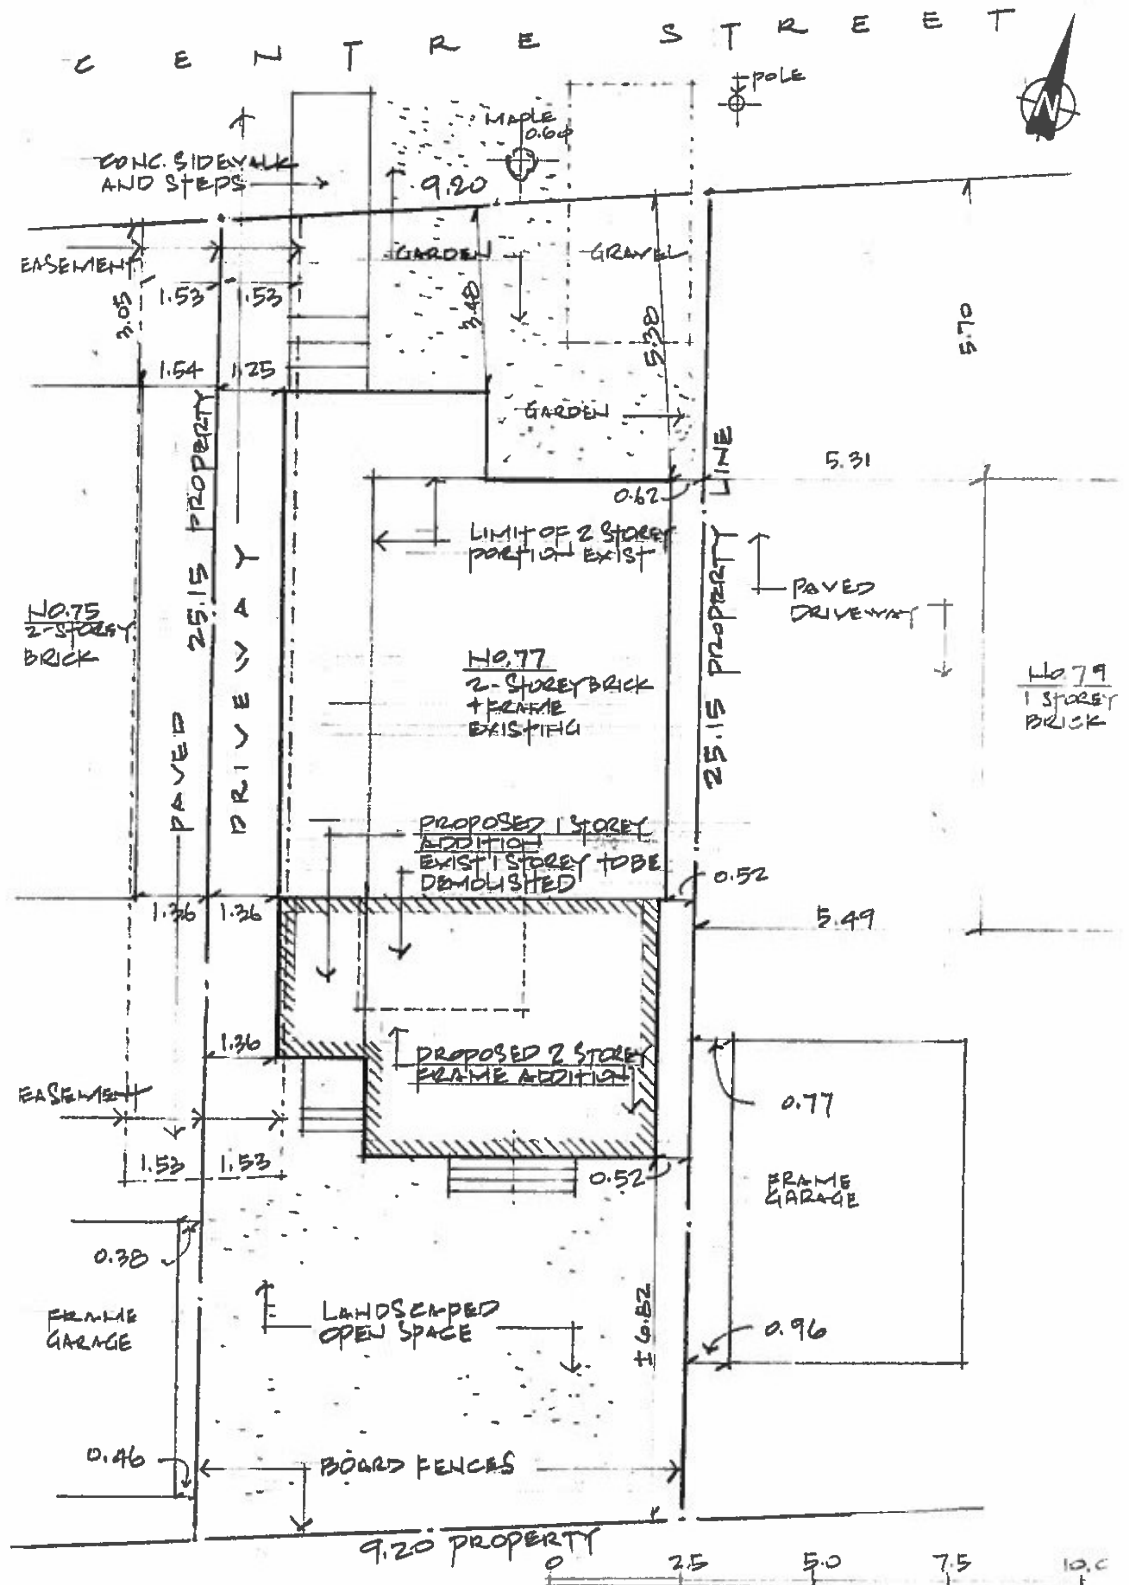 CENTRE STREET
POLE
N
MAPLE
0.60
CONC. SIDEWALK
AND STEPS
9.20
EASEMENT
GARDEN
GRAVEL
1.53
1.53
3.05
3.48
5.38
5.70
1.54
1.25
GARDEN
5.31
0.62
LIMIT OF 2 STOREY
PORTION EXIST
25.15 PROPERTY
25.15 PROPERTY LINE
PAVED
DRIVEWAY
NO.75
2-STOREY
BRICK
NO.77
2-STOREY BRICK
+ FRAME
EXISTING
NO.79
1 STOREY
BRICK
PAVED
DRIVEWAY
PROPOSED 1 STOREY
ADDITION
EXIST 1 STOREY TO BE
DEMOLISHED
0.52
1.36
1.36
5.49
1.36
PROPOSED 2 STOREY
FRAME ADDITION
EASEMENT
0.77
1.53
1.53
0.52
FRAME
GARAGE
0.38
FRAME
GARAGE
LANDSCAPED
OPEN SPACE
±6.82
0.96
0.46
BOARD FENCES
9.20 PROPERTY
0 2.5 5.0 7.5